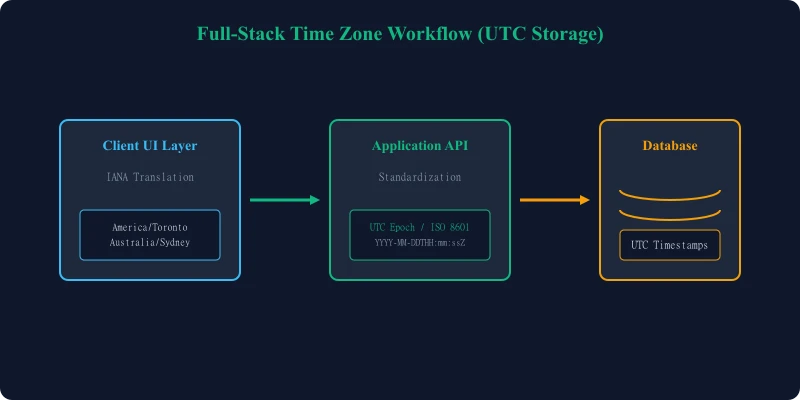 Full-Stack Time Zone Workflow (UTC Storage)
Client UI Layer
IANA Translation
America/Toronto
Australia/Sydney
Application API
Standardization
UTC Epoch / ISO 8601
YYYY-MM-DDTHH:mm:ssZ
Database
UTC Timestamps